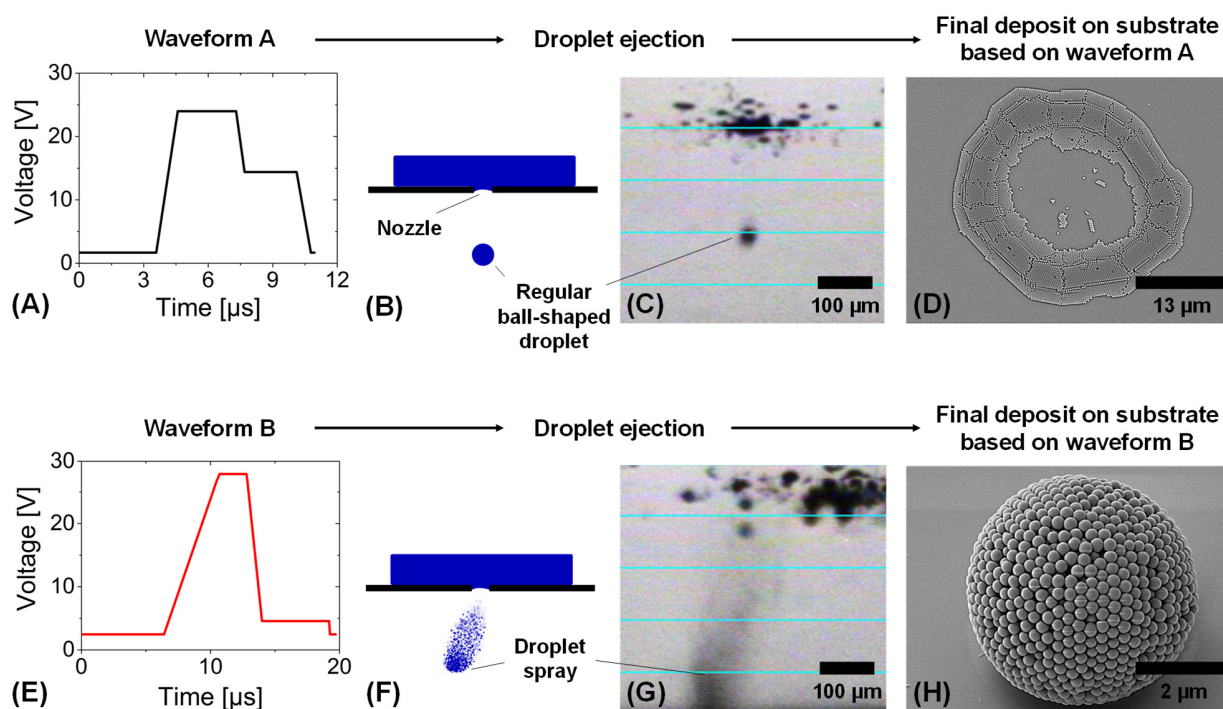 Waveform A
Droplet ejection
Final deposit on substrate
based on waveform A
Voltage [V]
30
20
10
0
0
3
6
9
12
Time [µs]
(A)
Nozzle
Regular
ball-shaped
droplet
(B)
(C)
100 µm
(D)
13 µm
Waveform B
Droplet ejection
Final deposit on substrate
based on waveform B
Voltage [V]
30
20
10
0
0
10
20
Time [µs]
(E)
Droplet
spray
(F)
(G)
100 µm
(H)
2 µm